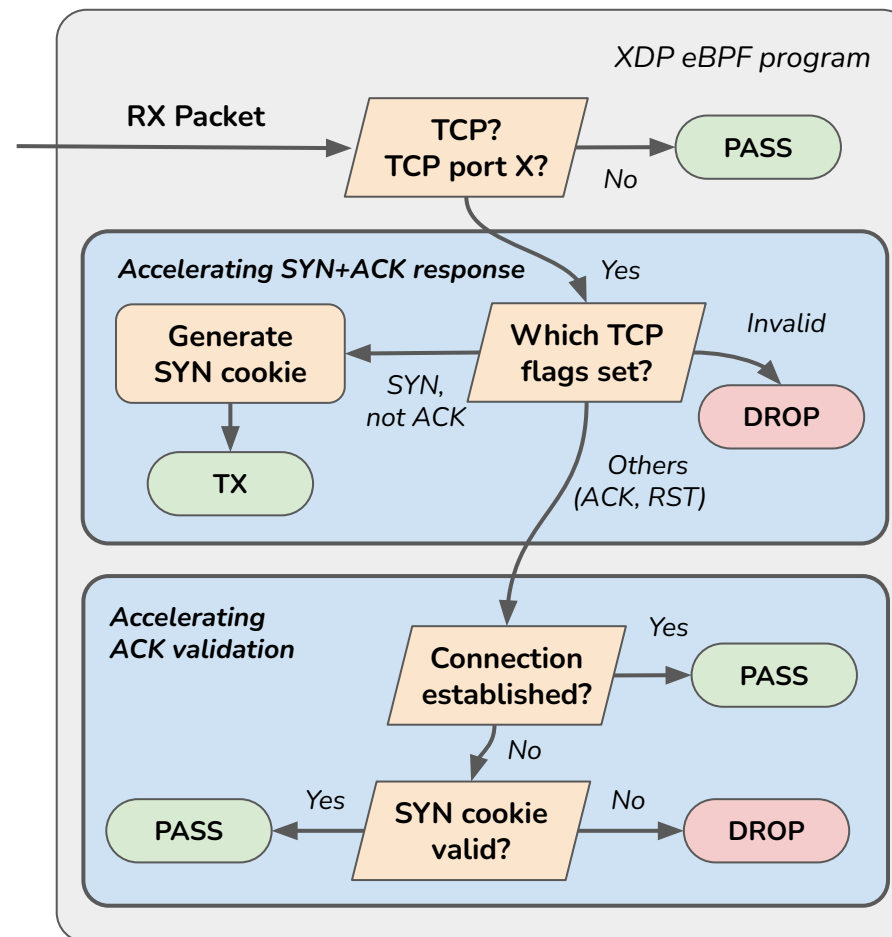 XDP eBPF program
RX Packet
TCP?
TCP port X?
No
PASS
Accelerating SYN+ACK response
Yes
Generate
SYN cookie
Which TCP
flags set?
Invalid
SYN,
not ACK
DROP
TX
Others
(ACK, RST)
Accelerating
ACK validation
Connection
established?
Yes
PASS
No
SYN cookie
valid?
Yes
PASS
No
DROP